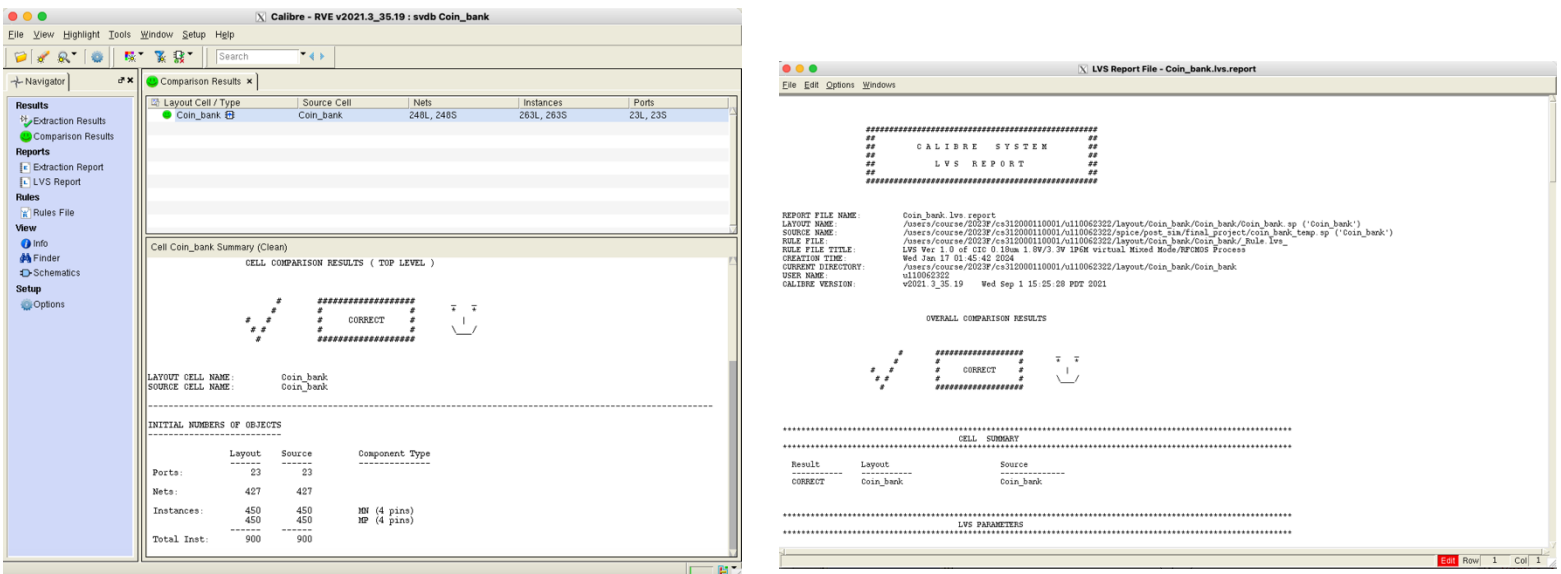 Calibre - RVE v2021.3_35.19 : svdb Coin_bank
File View Highlight Tools Window Setup Help
Search
Navigator
Results
Extraction Results
Comparison Results
Reports
Extraction Report
LVS Report
Rules
Rules File
View
Info
Finder
Schematics
Setup
Options
Comparison Results ×
Layout Cell / Type Source Cell Nets Instances Ports
Coin_bank Coin_bank 248L, 248S 263L, 263S 23L, 23S
Cell Coin_bank Summary (Clean)
CELL COMPARISON RESULTS ( TOP LEVEL )
# ################### _ _
# # # * *
# # # CORRECT # |
# # # # \___/
# ###################
LAYOUT CELL NAME: Coin_bank
SOURCE CELL NAME: Coin_bank
INITIAL NUMBERS OF OBJECTS
Layout Source Component Type
Ports: 23 23
Nets: 427 427
Instances: 450 450 MN (4 pins)
450 450 MP (4 pins)
Total Inst: 900 900
LVS Report File - Coin_bank.lvs.report
File Edit Options Windows
##################################################
## ##
## C A L I B R E S Y S T E M ##
## ##
## L V S R E P O R T ##
## ##
##################################################
REPORT FILE NAME: Coin_bank.lvs.report
LAYOUT NAME: /users/course/2023F/cs312000110001/u110062322/layout/Coin_bank/Coin_bank/Coin_bank.sp ('Coin_bank')
SOURCE NAME: /users/course/2023F/cs312000110001/u110062322/spice/post_sim/final_project/coin_bank_temp.sp ('Coin_bank')
RULE FILE: /users/course/2023F/cs312000110001/u110062322/layout/Coin_bank/Coin_bank/_Rule.lvs_
RULE FILE TITLE: LVS Ver 1.0 of CIC 0.18um 1.8V/3.3V 1P6M virtual Mixed Mode/RFCMOS Process
CREATION TIME: Wed Jan 17 01:45:42 2024
CURRENT DIRECTORY: /users/course/2023F/cs312000110001/u110062322/layout/Coin_bank/Coin_bank
USER NAME: u110062322
CALIBRE VERSION: v2021.3_35.19 Wed Sep 1 15:25:28 PDT 2021
OVERALL COMPARISON RESULTS
# ################### _ _
# # # * *
# # # CORRECT # |
# # # # \___/
# ###################
CELL SUMMARY
Result Layout Source
CORRECT Coin_bank Coin_bank
LVS PARAMETERS
Edit Row 1 Col 1